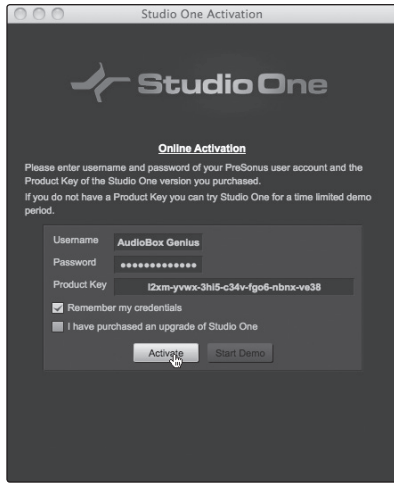 Studio One Activation
Studio One
Online Activation
Please enter username and password of your PreSonus user account and the
Product Key of the Studio One version you purchased.
If you do not have a Product Key you can try Studio One for a time limited demo
period.
Username AudioBox Genius
Password •••••••••••••
Product Key l2xm-yvwx-3hi5-c34v-fgo6-nbnx-ve38
Remember my credentials
I have purchased an upgrade of Studio One
Activate Start Demo